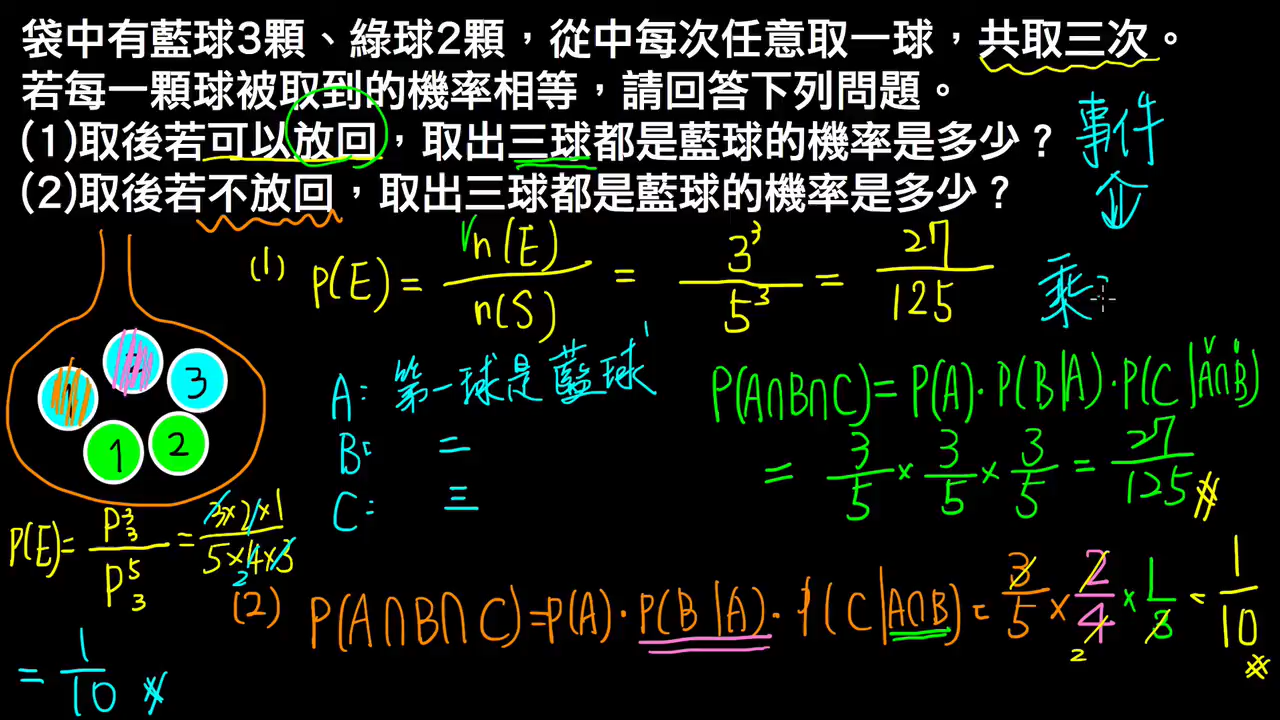 袋中有藍球3顆、綠球2顆，從中每次任意取一球，共取三次。
若每一顆球被取到的機率相等，請回答下列問題。
(1)取後若可以放回，取出三球都是藍球的機率是多少？
(2)取後若不放回，取出三球都是藍球的機率是多少？
事件
⇧
(1) P(E) = n(E)/n(S) = 3³/5³ = 27/125
乘
3
1 2
A: 第一球是藍球
B: 二
C: 三
P(A∩B∩C) = P(A)·P(B|A)·P(C|A∩B)
= 3/5 × 3/5 × 3/5 = 27/125
P(E) = P³₃/P⁵₃ = 3×2×1/5×4×3
= 1/10
(2) P(A∩B∩C) = P(A)·P(B|A)·P(C|A∩B) = 3/5 × 2/4 × 1/3 = 1/10